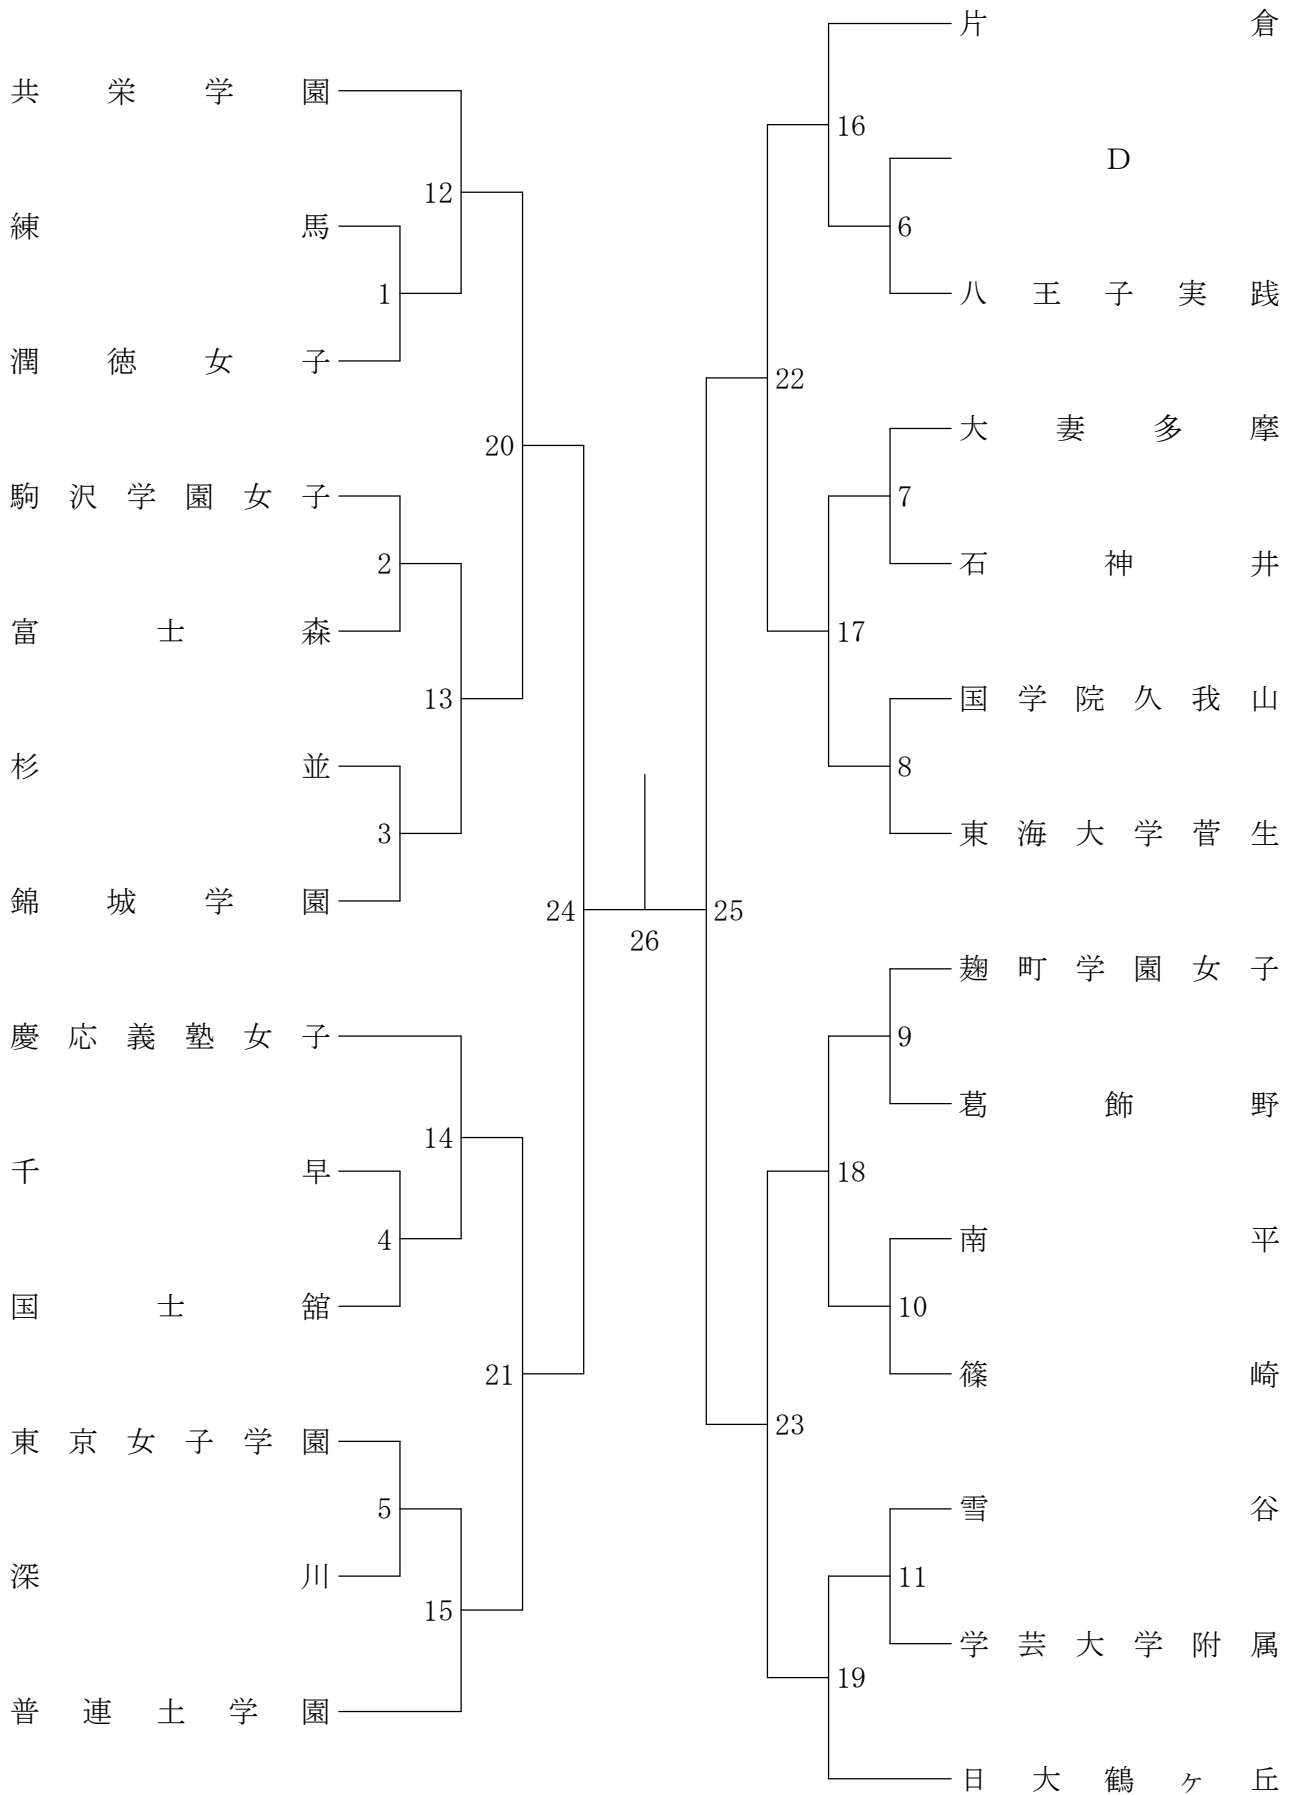 共栄学園
練馬
潤徳女子
駒沢学園女子
富士森
杉並
錦城学園
慶応義塾女子
千早
国士舘
東京女子学園
深川
普連土学園
12
1
20
2
13
3
24
14
4
21
5
15
26
25
16
6
22
7
17
8
9
18
10
23
11
19
片倉
D
八王子実践
大妻多摩
石神井
国学院久我山
東海大学菅生
麹町学園女子
葛飾野
南平
篠崎
雪谷
学芸大学附属
日大鶴ヶ丘